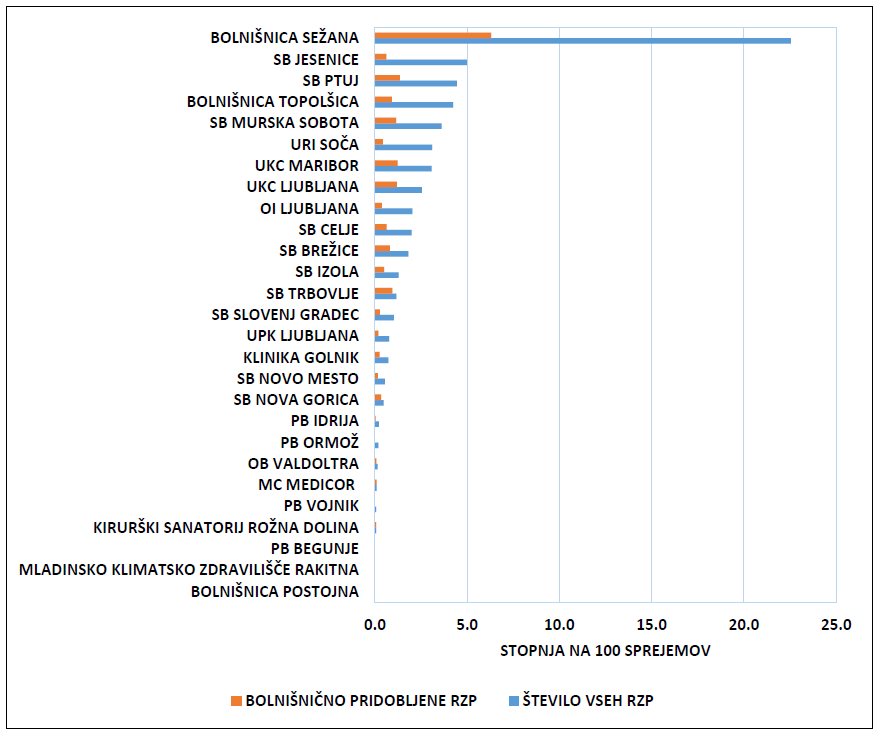 BOLNIŠNICA SEŽANA
SB JESENICE
SB PTUJ
BOLNIŠNICA TOPOLŠICA
SB MURSKA SOBOTA
URI SOČA
UKC MARIBOR
UKC LJUBLJANA
OI LJUBLJANA
SB CELJE
SB BREŽICE
SB IZOLA
SB TRBOVLJE
SB SLOVENJ GRADEC
UPK LJUBLJANA
KLINIKA GOLNIK
SB NOVO MESTO
SB NOVA GORICA
PB IDRIJA
PB ORMOŽ
OB VALDOLTRA
MC MEDICOR
PB VOJNIK
KIRURŠKI SANATORIJ ROŽNA DOLINA
PB BEGUNJE
MLADINSKO KLIMATSKO ZDRAVILIŠČE RAKITNA
BOLNIŠNICA POSTOJNA
0.0 5.0 10.0 15.0 20.0 25.0
STOPNJA NA 100 SPREJEMOV
BOLNIŠNIČNO PRIDOBLJENE RZP ŠTEVILO VSEH RZP